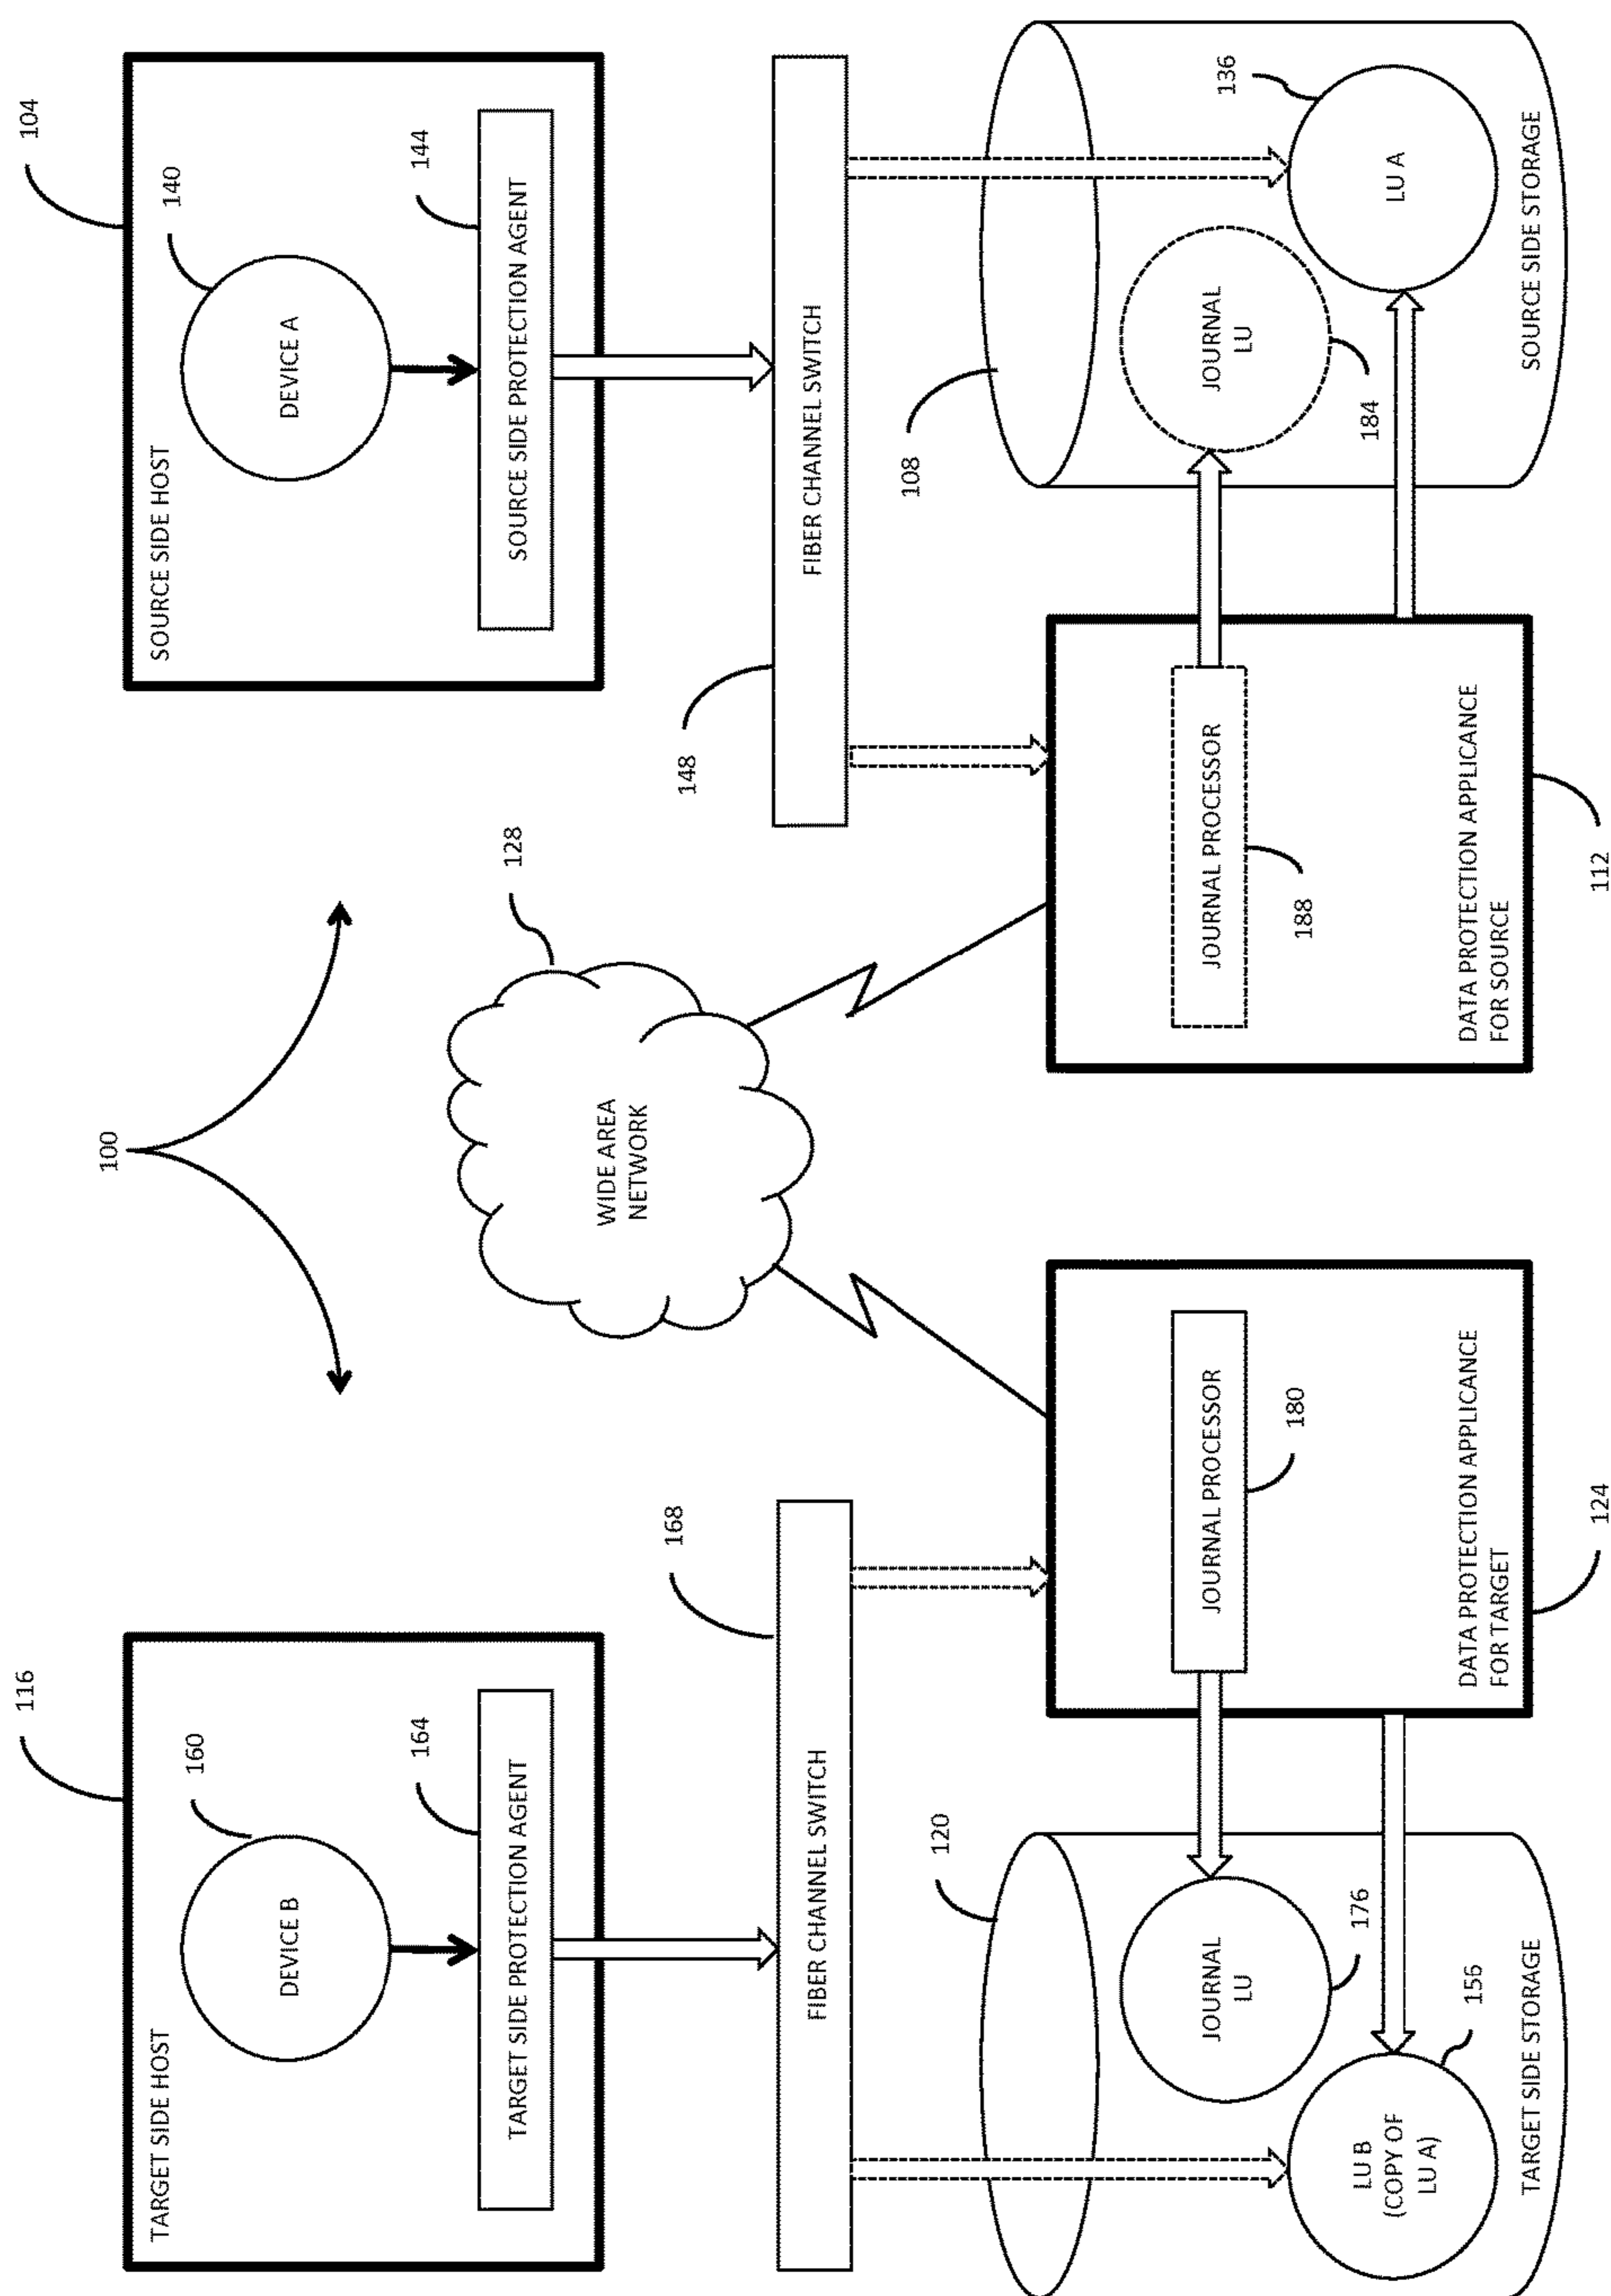 116
104
100
TARGET SIDE HOST
SOURCE SIDE HOST
160
140
DEVICE B
DEVICE A
164
144
TARGET SIDE PROTECTION AGENT
SOURCE SIDE PROTECTION AGENT
128
WIDE AREA
NETWORK
168
148
FIBER CHANNEL SWITCH
FIBER CHANNEL SWITCH
120
108
JOURNAL
LU
JOURNAL PROCESSOR
JOURNAL PROCESSOR
JOURNAL
LU
136
180
188
176
184
LU B
(COPY OF
LU A)
LU A
156
DATA PROTECTION APPLICANCE
FOR TARGET
DATA PROTECTION APPLICANCE
FOR SOURCE
TARGET SIDE STORAGE
SOURCE SIDE STORAGE
124
112